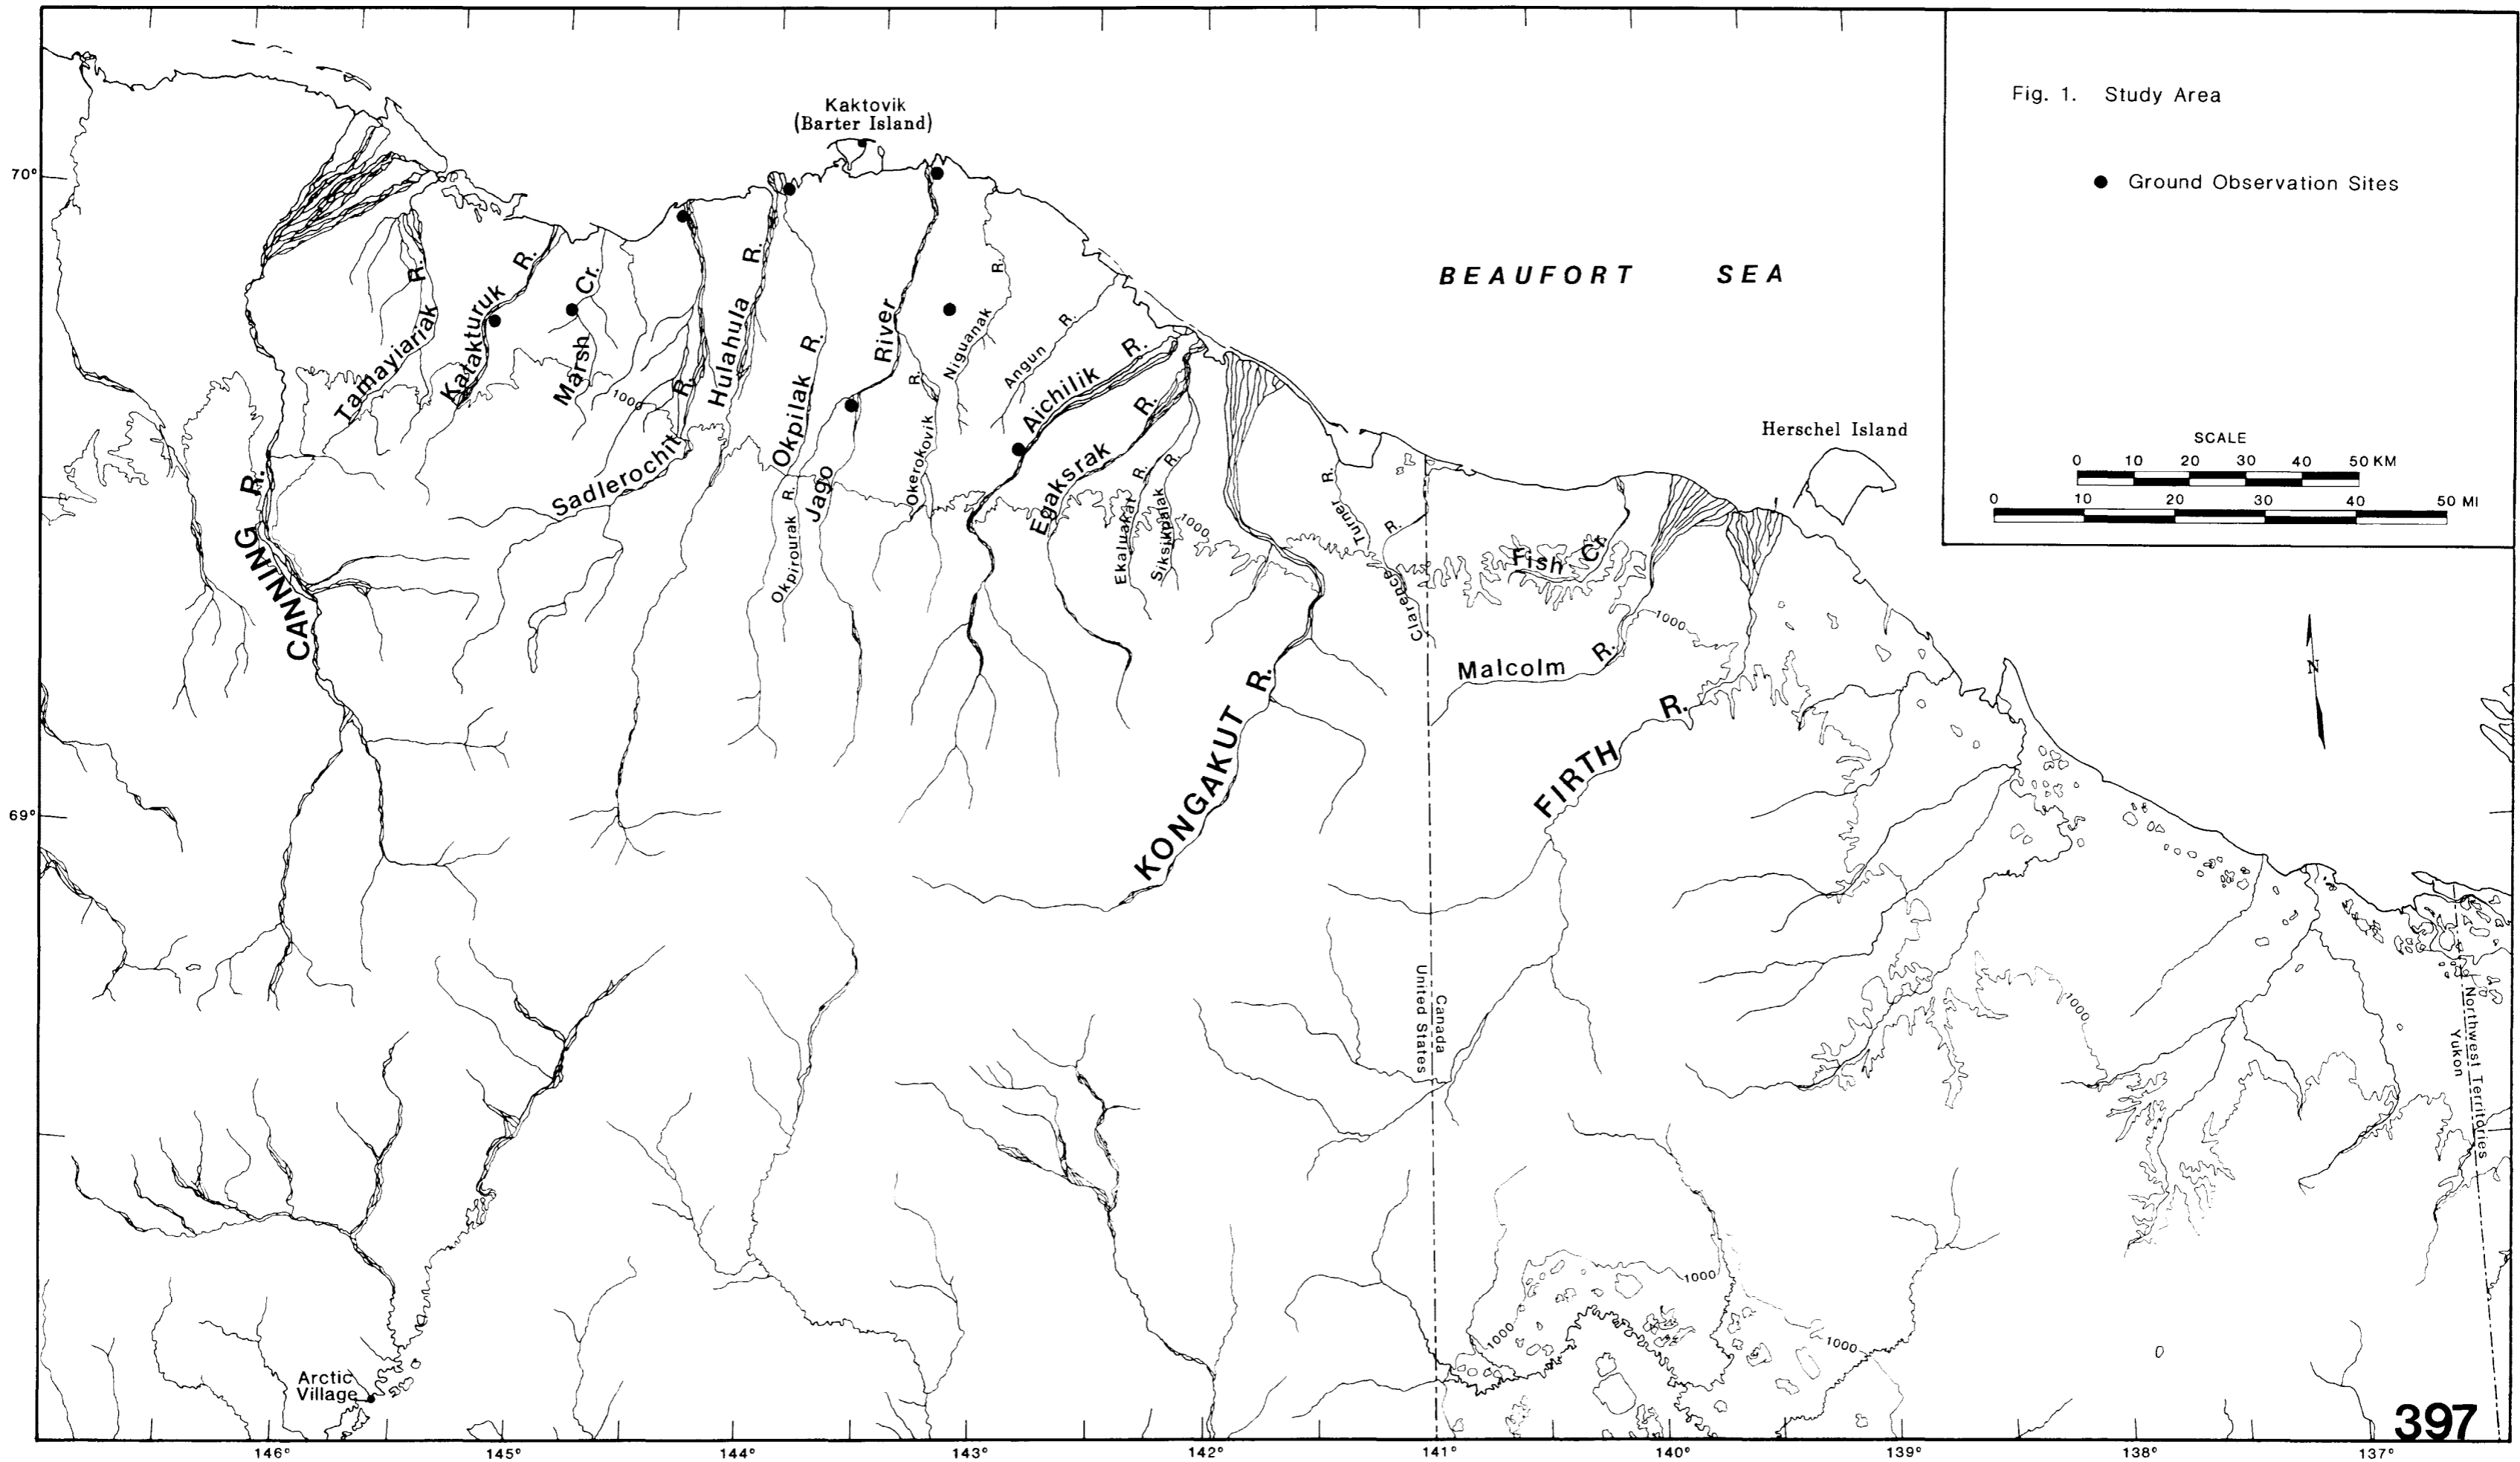 Fig. 1. Study Area
Ground Observation Sites
SCALE
0 10 20 30 40 50 KM
0 10 20 30 40 50 MI
Kaktovik
(Barter Island)
70°
BEAUFORT SEA
Herschel Island
Tamayiariak R.
Katakturuk R.
Marsh Cr.
1000
Sadlerochit R.
Hulahula R.
Okpilak R.
Okpirourak R.
Jago River
Okerokovik R.
Niguanak R.
Angun R.
Aichilik R.
Egaksrak R.
Ekaluakat R.
Siksikpalak R.
1000
Turner R.
Clarence R.
Fish Cr.
Malcolm R.
1000
CANNING R.
KONGAKUT R.
FIRTH R.
N
69°
United States
Canada
1000
Northwest Territories
Yukon
1000
1000
1000
Arctic
Village
397
146° 145° 144° 143° 142° 141° 140° 139° 138° 137°